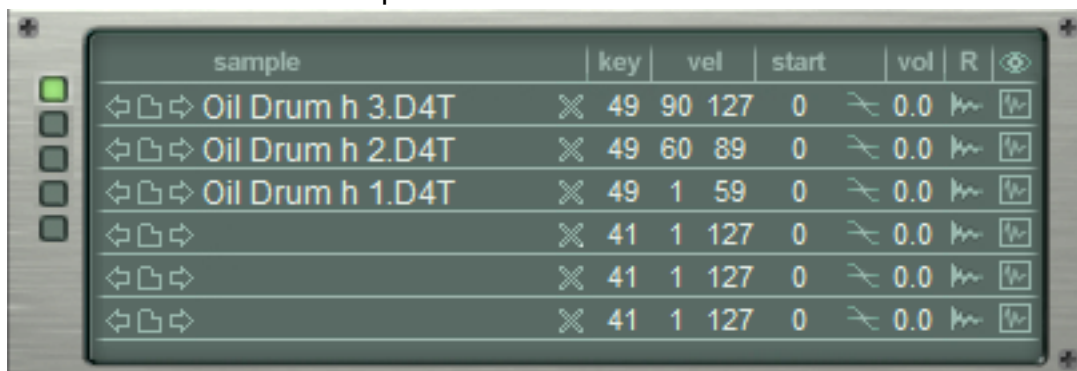 sample key vel start vol R
Oil Drum h 3.D4T 49 90 127 0 0.0
Oil Drum h 2.D4T 49 60 89 0 0.0
Oil Drum h 1.D4T 49 1 59 0 0.0
41 1 127 0 0.0
41 1 127 0 0.0
41 1 127 0 0.0